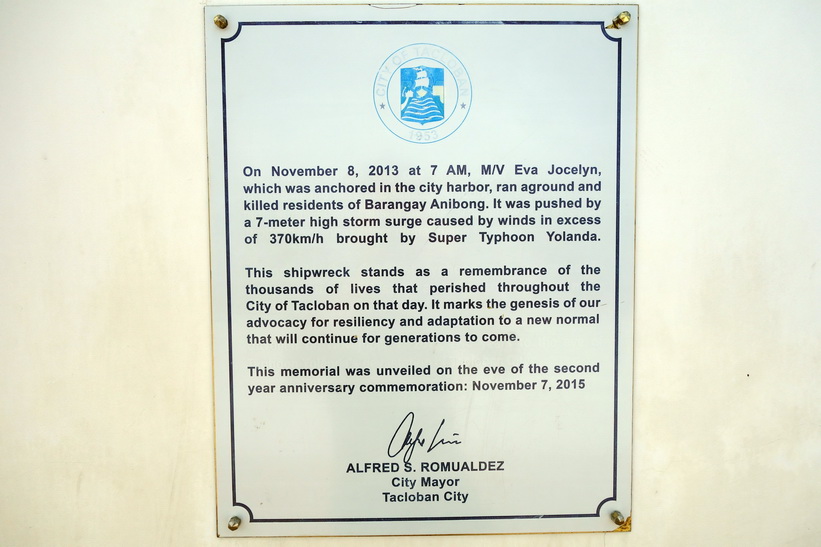 CITY OF TACLOBAN
1953
On November 8, 2013 at 7 AM, M/V Eva Jocelyn,
which was anchored in the city harbor, ran aground and
killed residents of Barangay Anibong. It was pushed by
a 7-meter high storm surge caused by winds in excess
of 370km/h brought by Super Typhoon Yolanda.
This shipwreck stands as a remembrance of the
thousands of lives that perished throughout the
City of Tacloban on that day. It marks the genesis of our
advocacy for resiliency and adaptation to a new normal
that will continue for generations to come.
This memorial was unveiled on the eve of the second
year anniversary commemoration: November 7, 2015
ALFRED S. ROMUALDEZ
City Mayor
Tacloban City